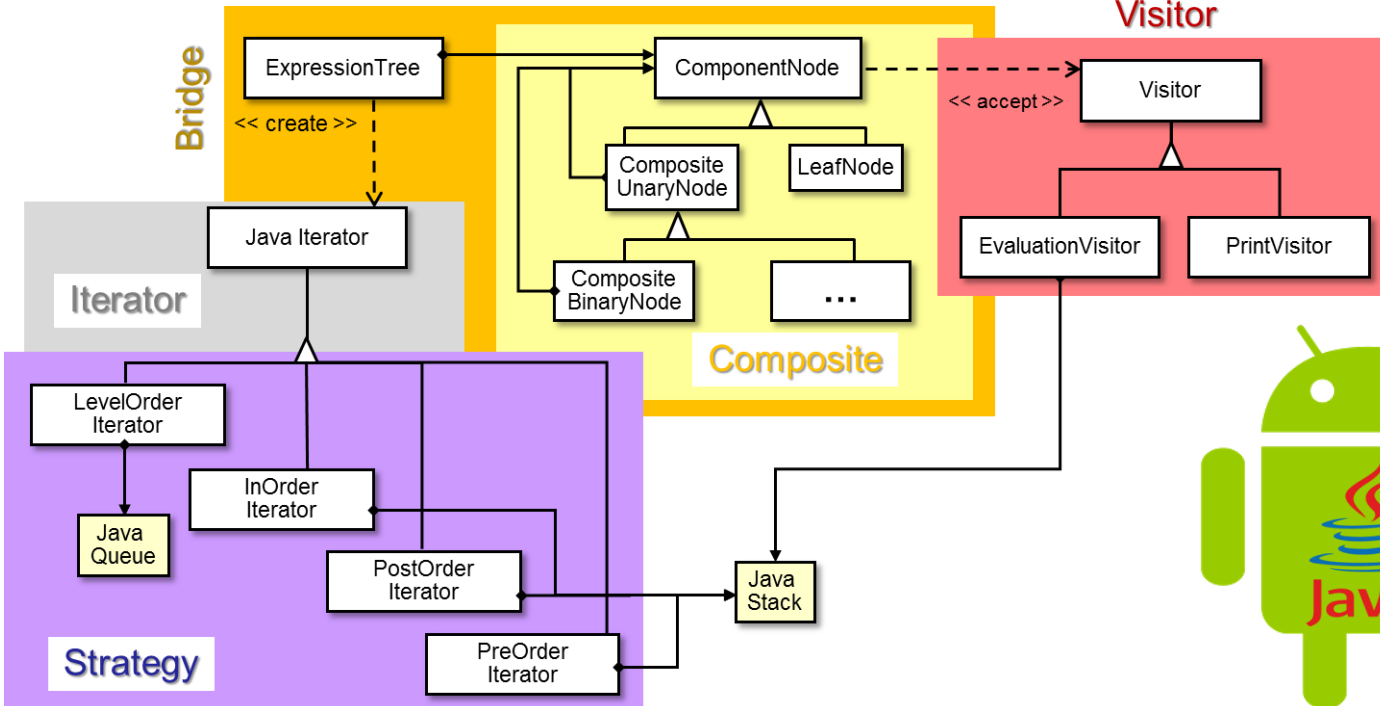 Visitor
Bridge
ExpressionTree
ComponentNode
Visitor
<< create >>
<< accept >>
Composite
UnaryNode
LeafNode
Java Iterator
EvaluationVisitor
PrintVisitor
Composite
BinaryNode
...
Iterator
Composite
LevelOrder
Iterator
InOrder
Iterator
Java
Queue
PostOrder
Iterator
Java
Stack
PreOrder
Iterator
Strategy